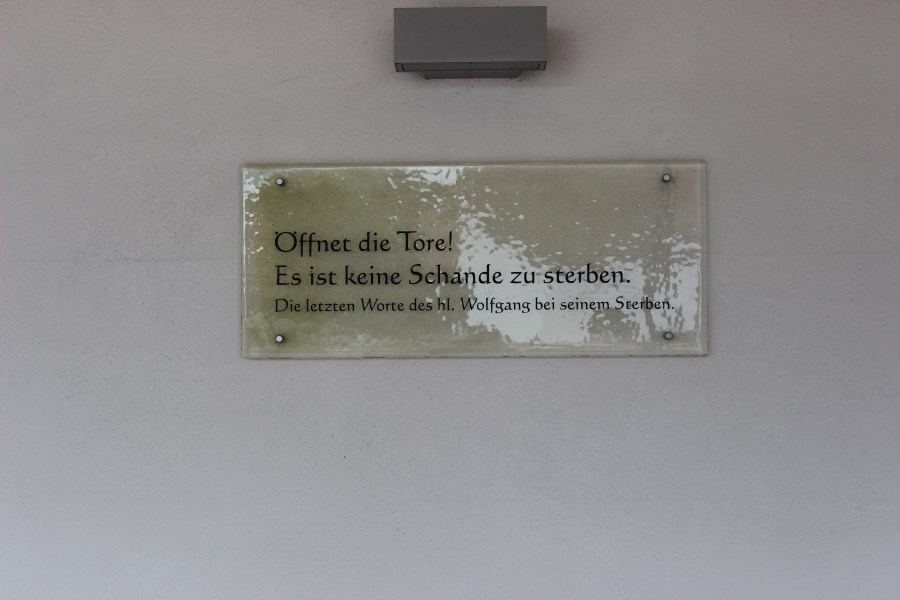 Öffnet die Tore!
Es ist keine Schande zu sterben.
Die letzten Worte des hl. Wolfgang bei seinem Sterben.